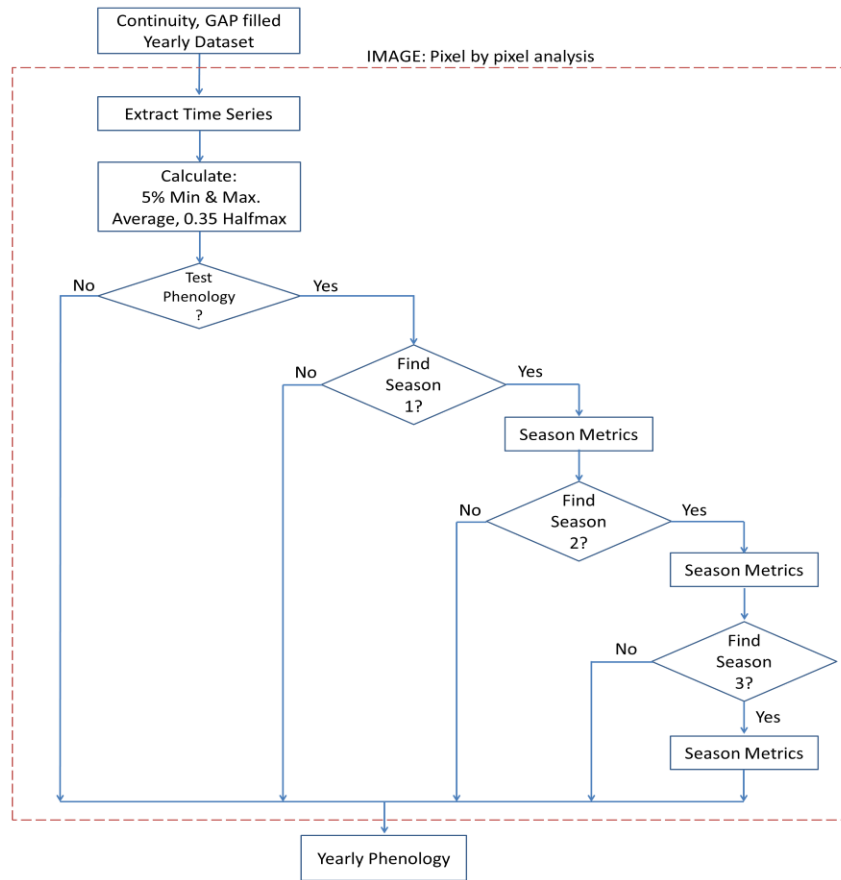 Continuity, GAP filled
Yearly Dataset
IMAGE: Pixel by pixel analysis
Extract Time Series
Calculate:
5% Min & Max.
Average, 0.35 Halfmax
No
Test
Phenology
?
Yes
No
Find
Season
1?
Yes
Season Metrics
No
Find
Season
2?
Yes
Season Metrics
No
Find
Season
3?
Yes
Season Metrics
Yearly Phenology